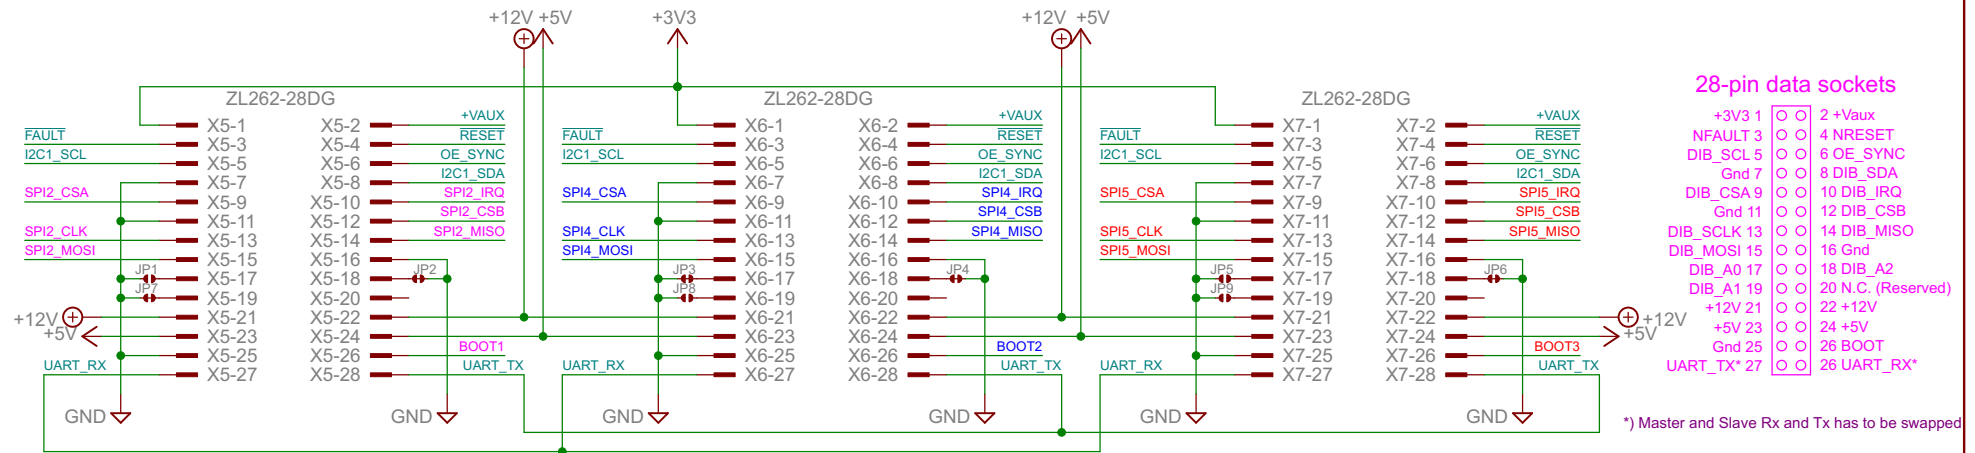 +12V +5V
+3V3
+12V +5V
ZL262-28DG
X5-1 X5-2 +VAUX
FAULT X5-3 X5-4 RESET
I2C1_SCL X5-5 X5-6 OE_SYNC
X5-7 X5-8 I2C1_SDA
SPI2_CSA X5-9 X5-10 SPI2_IRQ
X5-11 X5-12 SPI2_CSB
SPI2_CLK X5-13 X5-14 SPI2_MISO
SPI2_MOSI X5-15 X5-16
JP1 X5-17 X5-18 JP2
JP7 X5-19 X5-20
+12V X5-21 X5-22
+5V X5-23 X5-24
X5-25 X5-26 BOOT1
UART_RX X5-27 X5-28 UART_TX
GND GND
ZL262-28DG
X6-1 X6-2 +VAUX
FAULT X6-3 X6-4 RESET
I2C1_SCL X6-5 X6-6 OE_SYNC
X6-7 X6-8 I2C1_SDA
SPI4_CSA X6-9 X6-10 SPI4_IRQ
X6-11 X6-12 SPI4_CSB
SPI4_CLK X6-13 X6-14 SPI4_MISO
SPI4_MOSI X6-15 X6-16
JP3 X6-17 X6-18 JP4
JP8 X6-19 X6-20
X6-21 X6-22
X6-23 X6-24
X6-25 X6-26 BOOT2
UART_RX X6-27 X6-28 UART_TX
GND GND
ZL262-28DG
X7-1 X7-2 +VAUX
FAULT X7-3 X7-4 RESET
I2C1_SCL X7-5 X7-6 OE_SYNC
X7-7 X7-8 I2C1_SDA
SPI5_CSA X7-9 X7-10 SPI5_IRQ
X7-11 X7-12 SPI5_CSB
SPI5_CLK X7-13 X7-14 SPI5_MISO
SPI5_MOSI X7-15 X7-16
JP5 X7-17 X7-18 JP6
JP9 X7-19 X7-20
X7-21 X7-22 +12V
X7-23 X7-24 +5V
X7-25 X7-26 BOOT3
UART_RX X7-27 X7-28 UART_TX
GND GND
28-pin data sockets
+3V3 1 2 +Vaux
NFAULT 3 4 NRESET
DIB_SCL 5 6 OE_SYNC
Gnd 7 8 DIB_SDA
DIB_CSA 9 10 DIB_IRQ
Gnd 11 12 DIB_CSB
DIB_SCLK 13 14 DIB_MISO
DIB_MOSI 15 16 Gnd
DIB_A0 17 18 DIB_A2
DIB_A1 19 20 N.C. (Reserved)
+12V 21 22 +12V
+5V 23 24 +5V
Gnd 25 26 BOOT
UART_TX* 27 26 UART_RX*
*) Master and Slave Rx and Tx has to be swapped